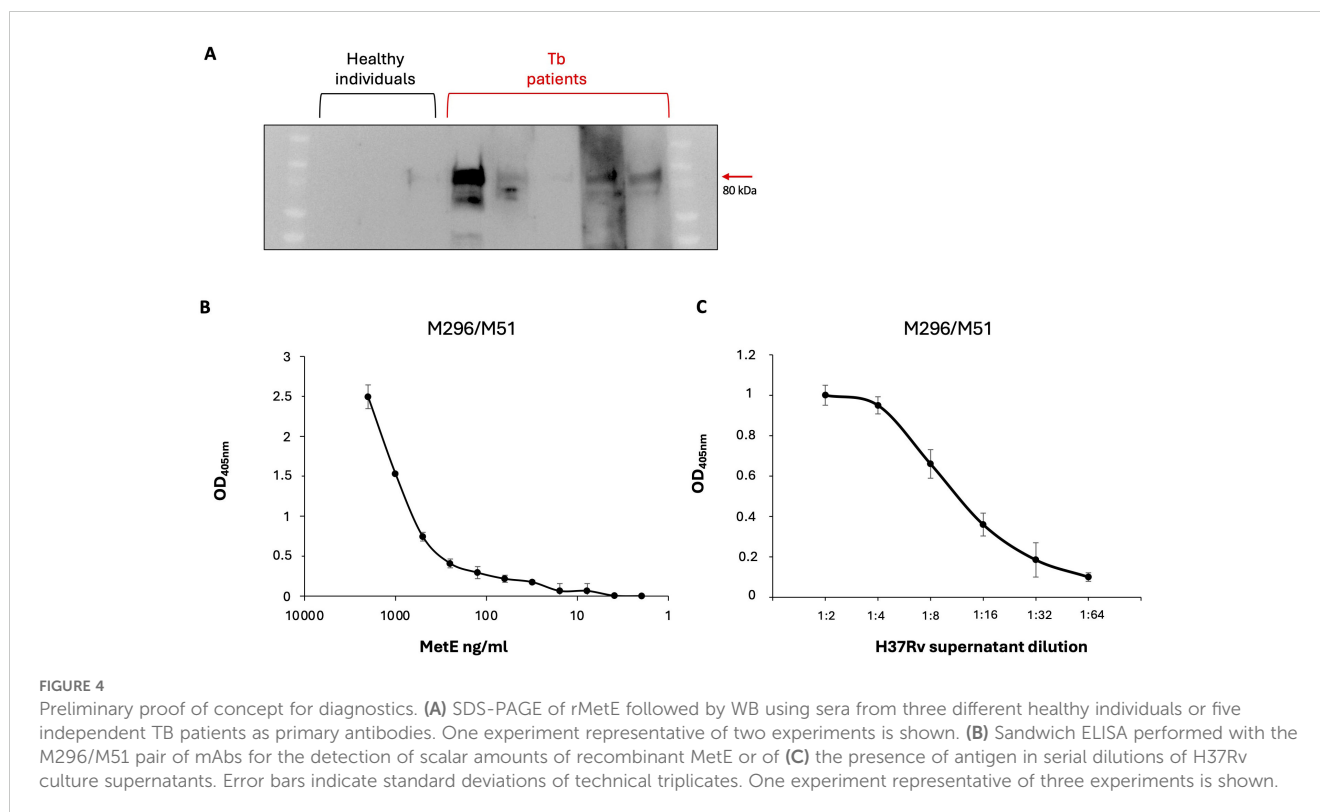 A
Healthy
individuals
Tb
patients
80 kDa
B
M296/M51
3
2.5
2
1.5
1
0.5
0
OD405nm
10000 1000 100 10 1
MetE ng/ml
C
M296/M51
1.2
1
0.8
0.6
0.4
0.2
0
OD405nm
1:2 1:4 1:8 1:16 1:32 1:64
H37Rv supernatant dilution
FIGURE 4
Preliminary proof of concept for diagnostics. (A) SDS-PAGE of rMetE followed by WB using sera from three different healthy individuals or five
independent TB patients as primary antibodies. One experiment representative of two experiments is shown. (B) Sandwich ELISA performed with the
M296/M51 pair of mAbs for the detection of scalar amounts of recombinant MetE or of (C) the presence of antigen in serial dilutions of H37Rv
culture supernatants. Error bars indicate standard deviations of technical triplicates. One experiment representative of three experiments is shown.